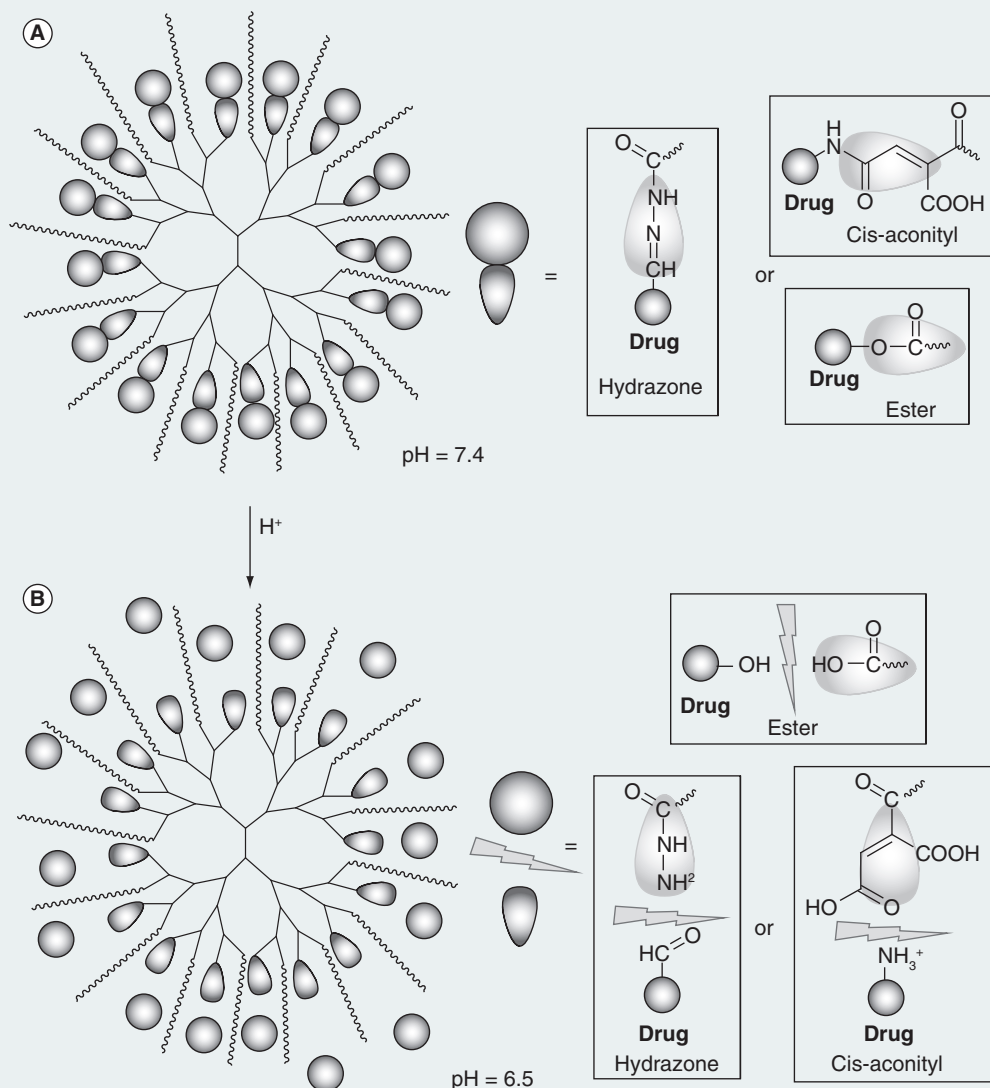 A
O
C
NH
N
CH
Drug
Hydrazone
=
or
H
N
O
O
COOH
Drug
Cis-aconityl
O
O
C
Drug
Ester
pH = 7.4
H+
B
O
OH
HO
C
Drug
Ester
=
O
C
NH
NH2
HC
O
Drug
Hydrazone
or
O
C
COOH
HO
O
NH3+
Drug
Cis-aconityl
pH = 6.5